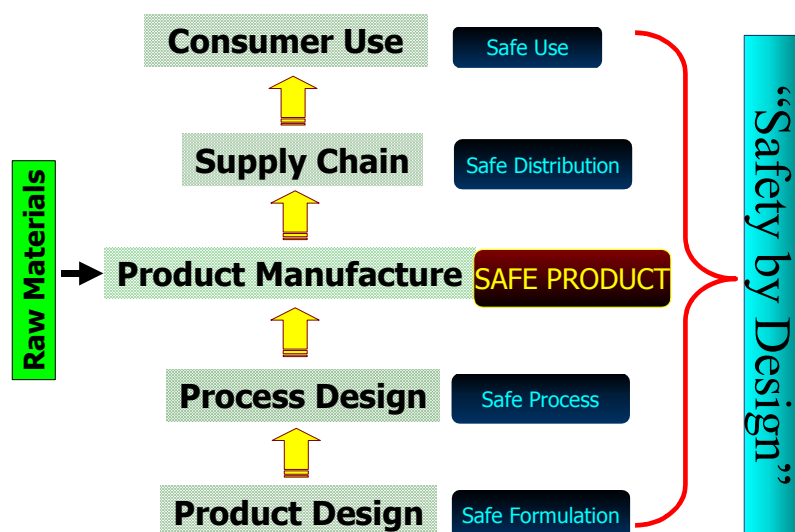 Consumer Use
Safe Use
Supply Chain
Safe Distribution
Raw Materials
Product Manufacture
SAFE PRODUCT
Process Design
Safe Process
Product Design
Safe Formulation
“Safety by Design”